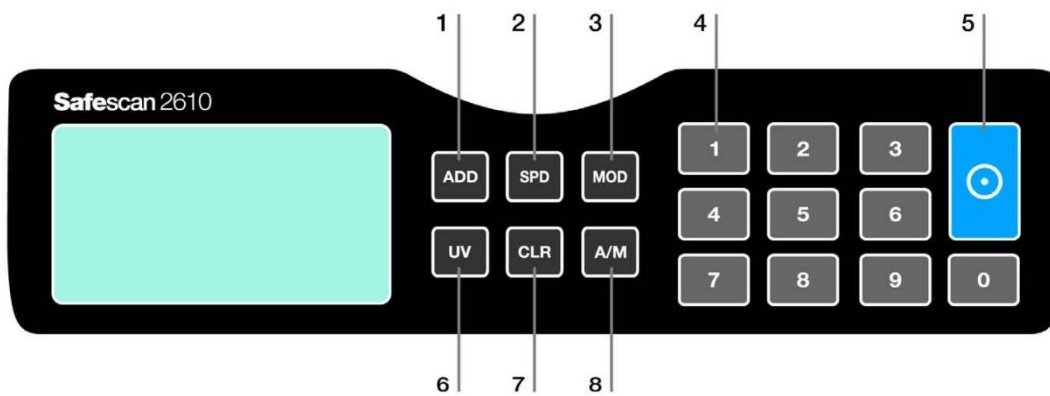 1 2 3 4 5
Safescan 2610
ADD SPD MOD 1 2 3
4 5 6
UV CLR A/M
7 8 9 0
6 7 8